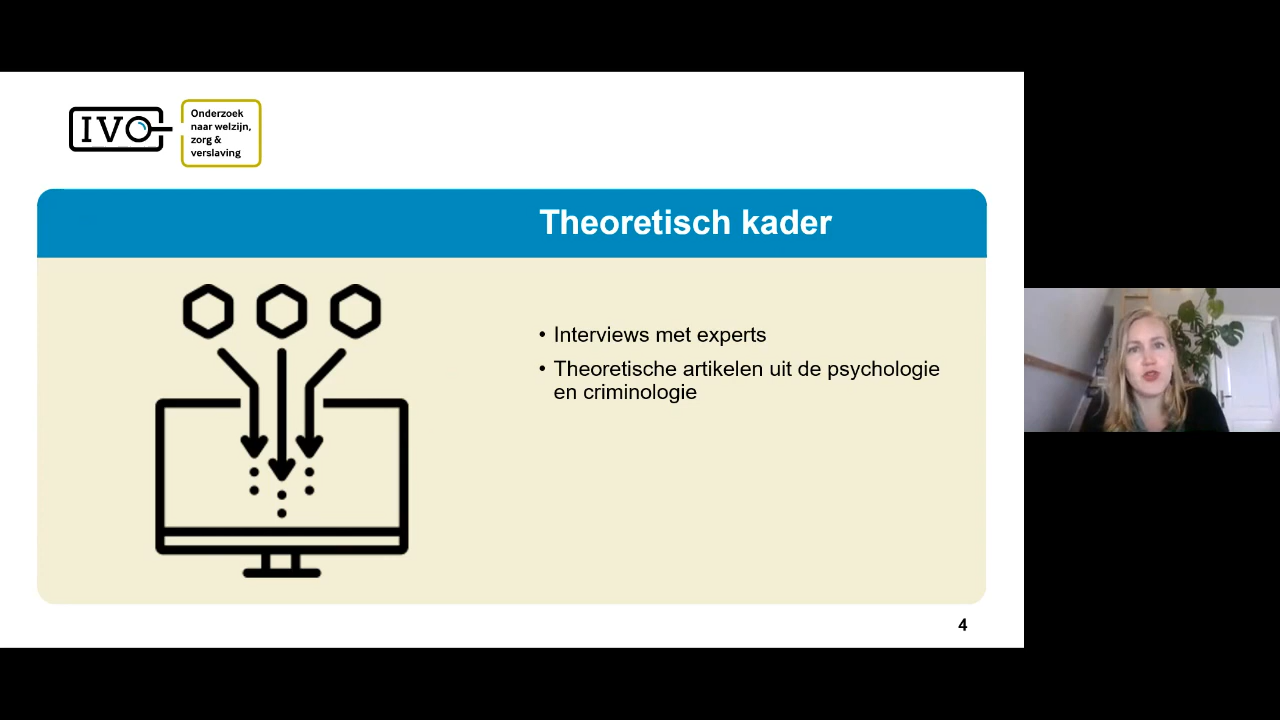 IVO
Onderzoek
naar welzijn,
zorg &
verslaving
Theoretisch kader
• Interviews met experts
• Theoretische artikelen uit de psychologie
en criminologie
4